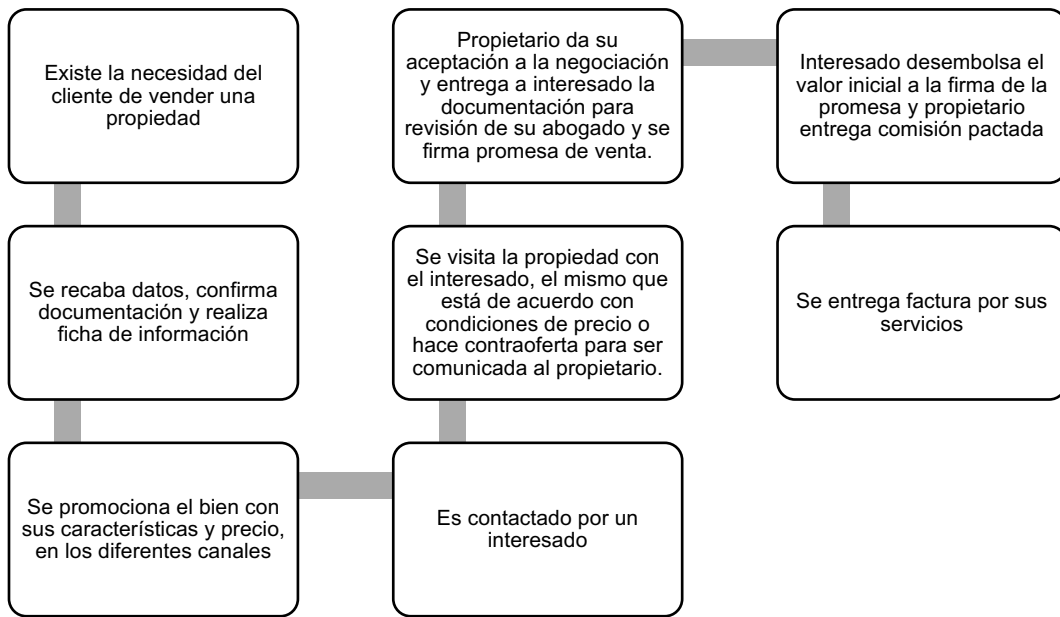 Existe la necesidad del
cliente de vender una
propiedad
Se recaba datos, confirma
documentación y realiza
ficha de información
Se promociona el bien con
sus características y precio,
en los diferentes canales
Es contactado por un
interesado
Se visita la propiedad con
el interesado, el mismo que
está de acuerdo con
condiciones de precio o
hace contraoferta para ser
comunicada al propietario.
Propietario da su
aceptación a la negociación
y entrega a interesado la
documentación para
revisión de su abogado y se
firma promesa de venta.
Interesado desembolsa el
valor inicial a la firma de la
promesa y propietario
entrega comisión pactada
Se entrega factura por sus
servicios